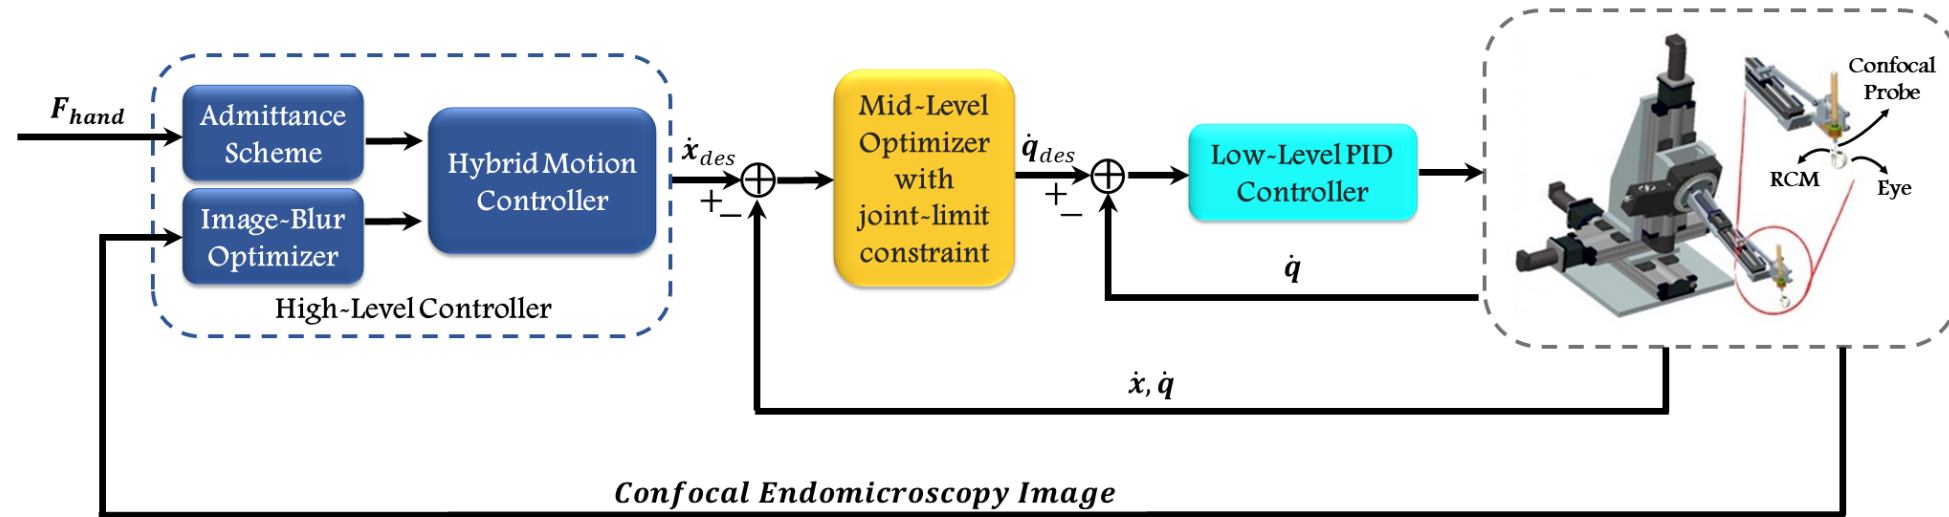 F_hand
Admittance
Scheme
Image-Blur
Optimizer
Hybrid Motion
Controller
High-Level Controller
ẋ_des
+
−
Mid-Level
Optimizer
with
joint-limit
constraint
q̇_des
+
−
Low-Level PID
Controller
q̇
Confocal
Probe
RCM
Eye
ẋ, q̇
Confocal Endomicroscopy Image